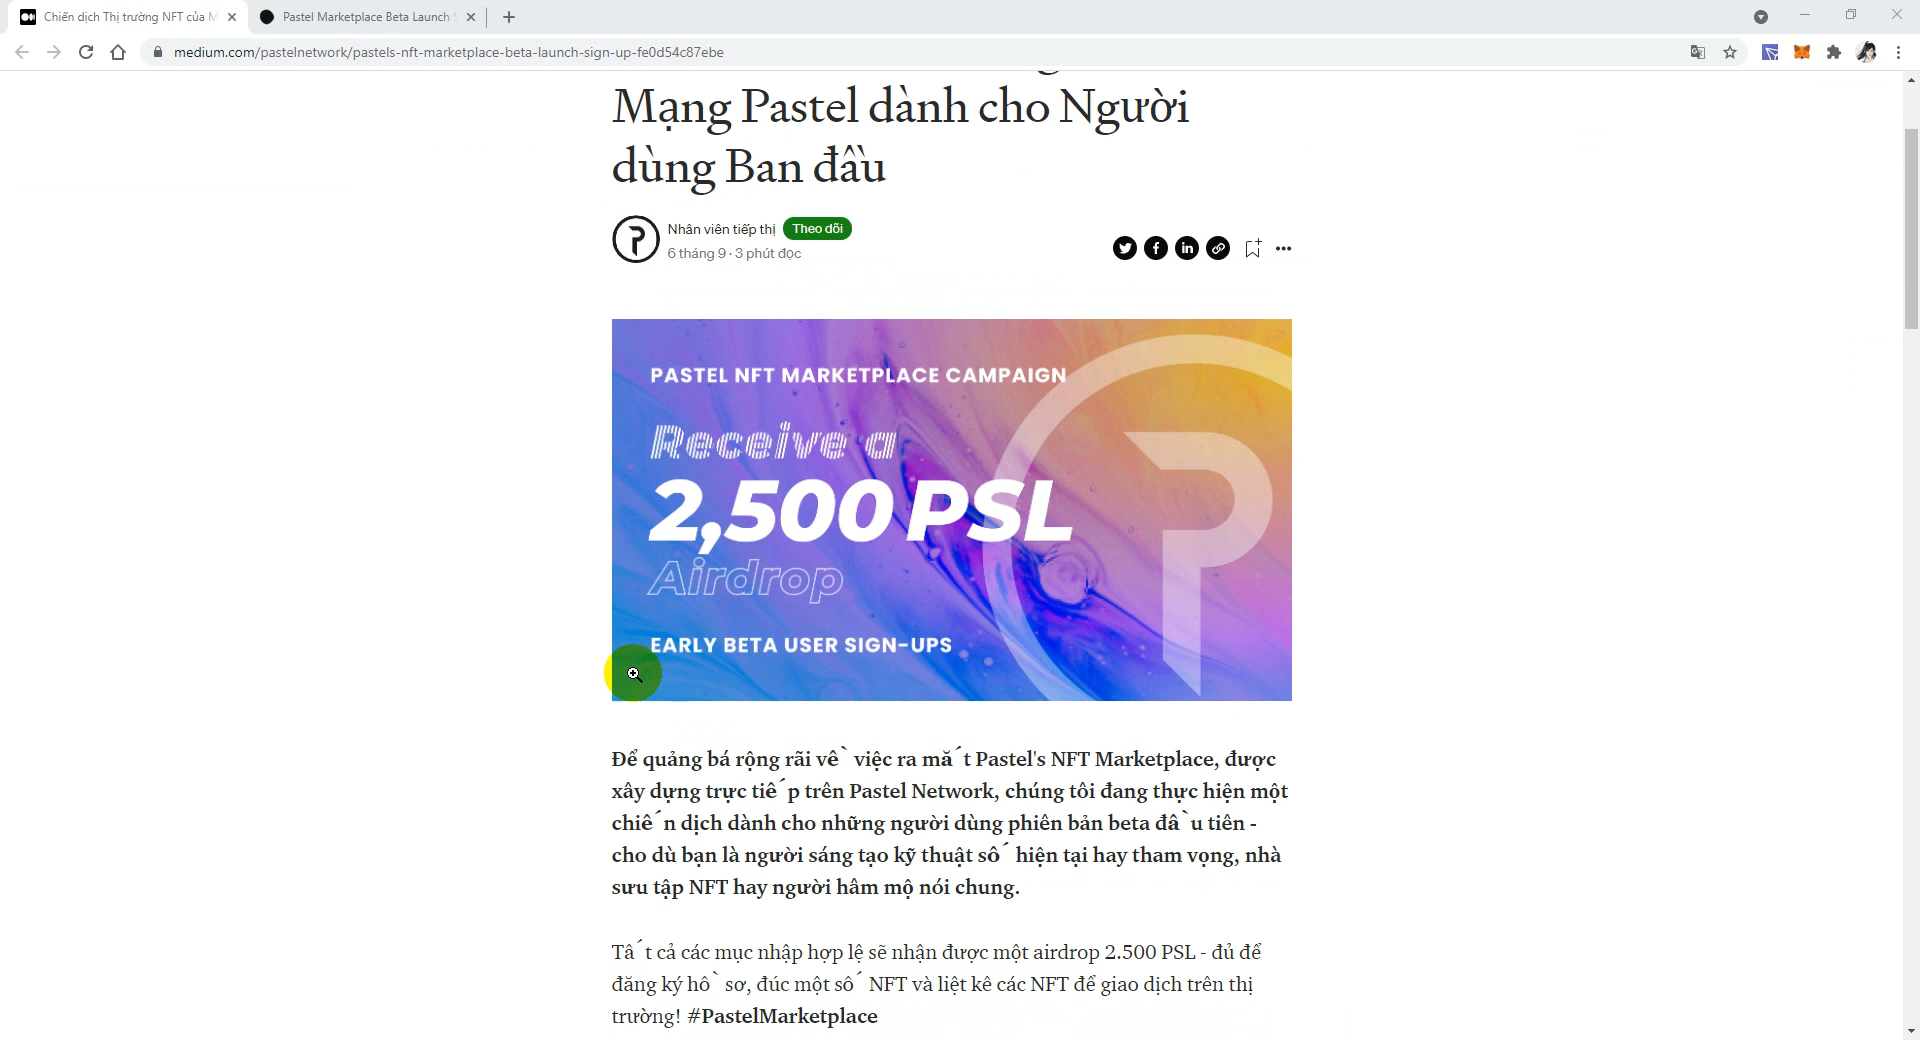 Chiến dịch Thị trường NFT của M
Pastel Marketplace Beta Launch S
medium.com/pastelnetwork/pastels-nft-marketplace-beta-launch-sign-up-fe0d54c87ebe
Mạng Pastel dành cho Người
dùng Ban đầu
Nhân viên tiếp thị Theo dõi
6 tháng 9 · 3 phút đọc
PASTEL NFT MARKETPLACE CAMPAIGN
Receive a
2,500 PSL
Airdrop
EARLY BETA USER SIGN-UPS
Để quảng bá rộng rãi về việc ra mắt Pastel's NFT Marketplace, được
xây dựng trực tiếp trên Pastel Network, chúng tôi đang thực hiện một
chiến dịch dành cho những người dùng phiên bản beta đầu tiên -
cho dù bạn là người sáng tạo kỹ thuật số hiện tại hay tham vọng, nhà
sưu tập NFT hay người hâm mộ nói chung.
Tất cả các mục nhập hợp lệ sẽ nhận được một airdrop 2.500 PSL - đủ để
đăng ký hồ sơ, đúc một số NFT và liệt kê các NFT để giao dịch trên thị
trường! #PastelMarketplace